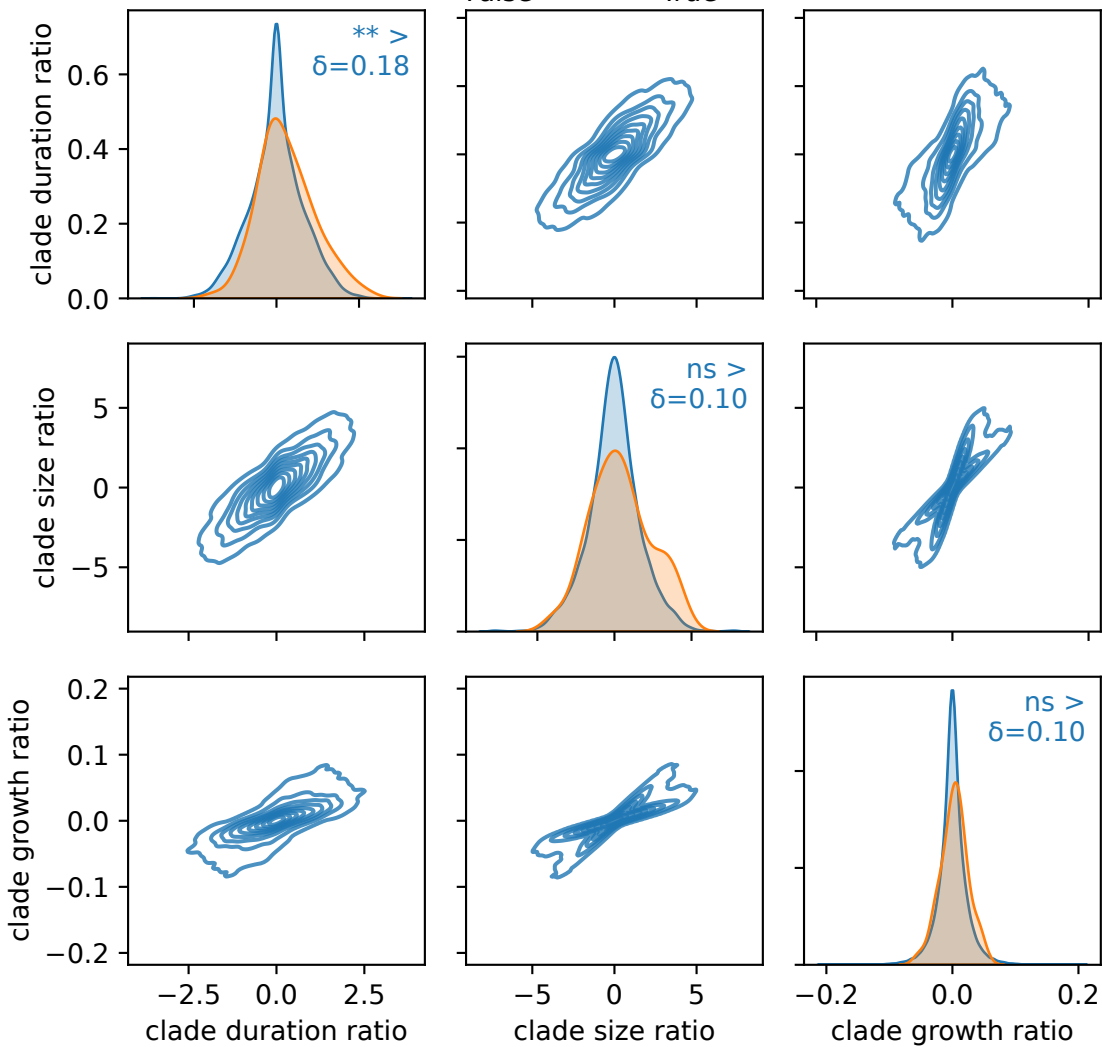 clade duration ratio
0.6
0.4
0.2
0.0
** >
δ=0.18
clade size ratio
5
0
−5
ns >
δ=0.10
clade growth ratio
0.2
0.1
0.0
−0.1
−0.2
ns >
δ=0.10
−2.5 0.0 2.5
−5 0 5
−0.2 0.0 0.2
clade duration ratio
clade size ratio
clade growth ratio